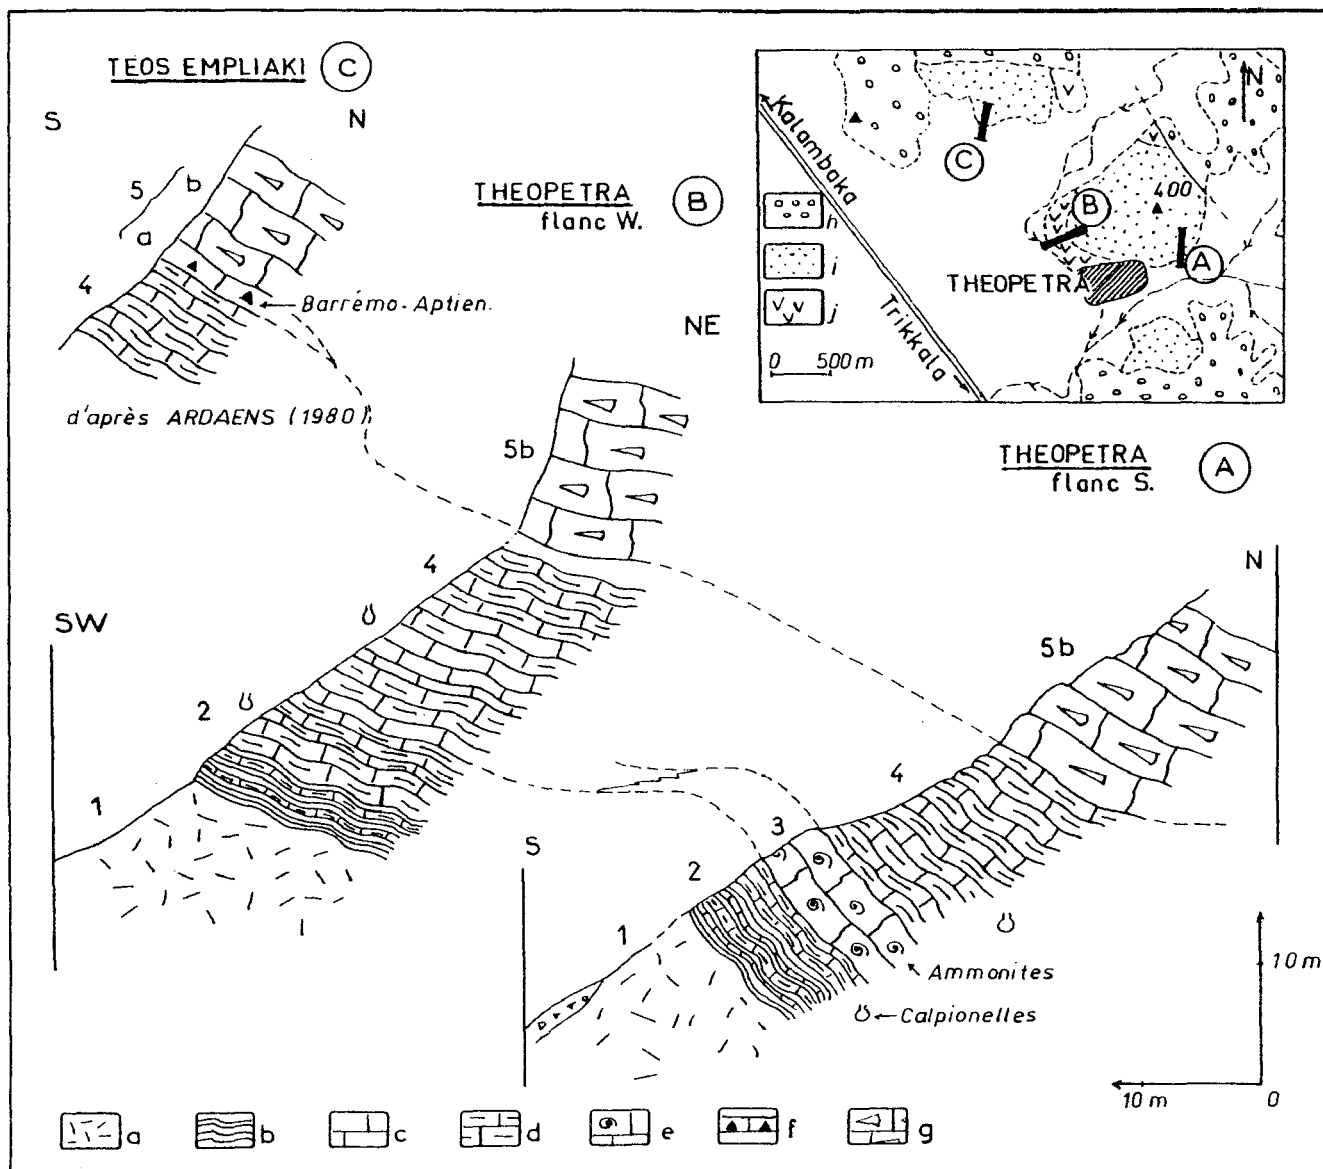 TEOS EMPLIAKI C
S
N
5
b
a
4
Barrémo-Aptien.
d'après ARDAENS (1980)
THEOPETRA
flanc W.
B
NE
N
Kalambaka
Trikkala
C
B
400
A
THEOPETRA
h
i
j
0 500 m
THEOPETRA
flanc S.
A
SW
5b
4
2
1
N
5b
4
3
2
1
S
Ammonites
Calpionelles
10 m
10 m
0
a
b
c
d
e
f
g